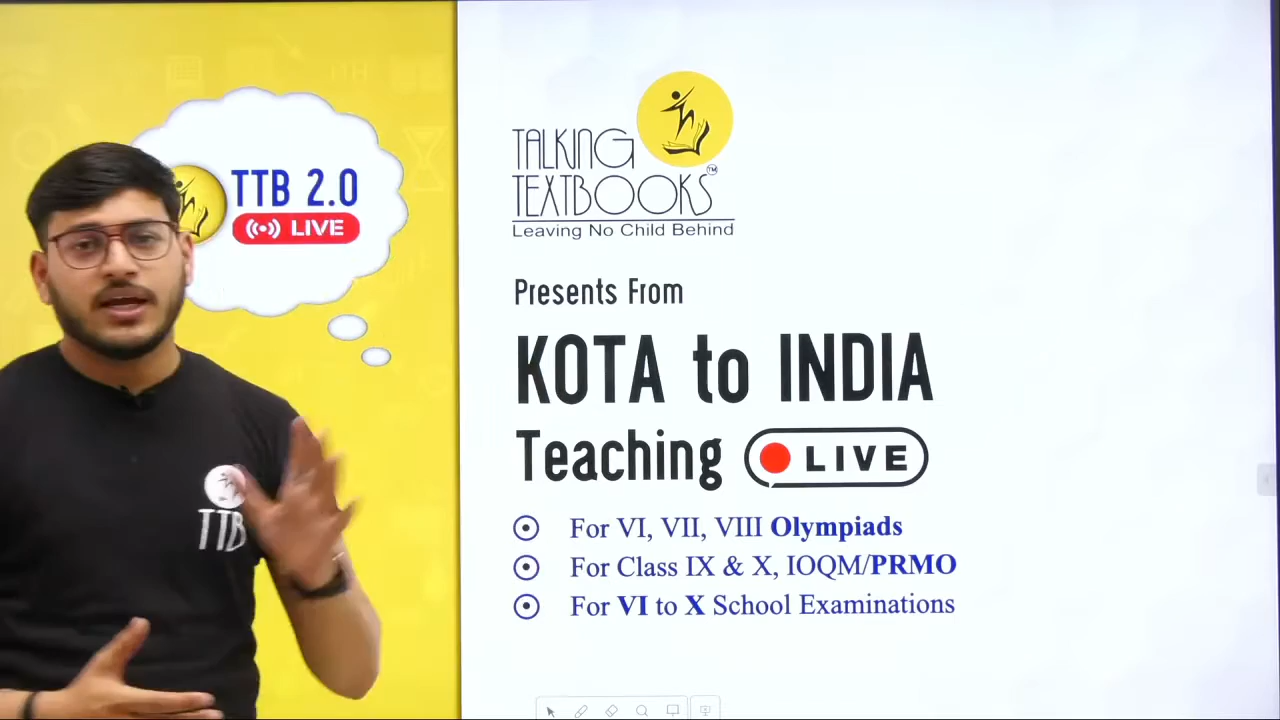 TTB 2.0
LIVE
TTB
TALKING
TEXTBOOKS™
Leaving No Child Behind
Presents From
KOTA to INDIA
Teaching LIVE
For VI, VII, VIII Olympiads
For Class IX & X, IOQM/PRMO
For VI to X School Examinations